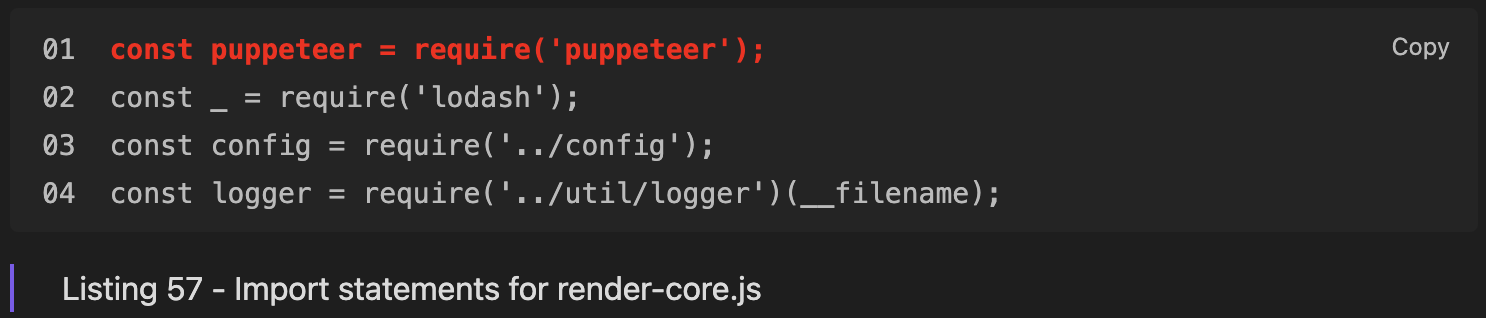 01 const puppeteer = require('puppeteer');
Copy
02 const _ = require('lodash');
03 const config = require('../config');
04 const logger = require('../util/logger')(__filename);
Listing 57 - Import statements for render-core.js